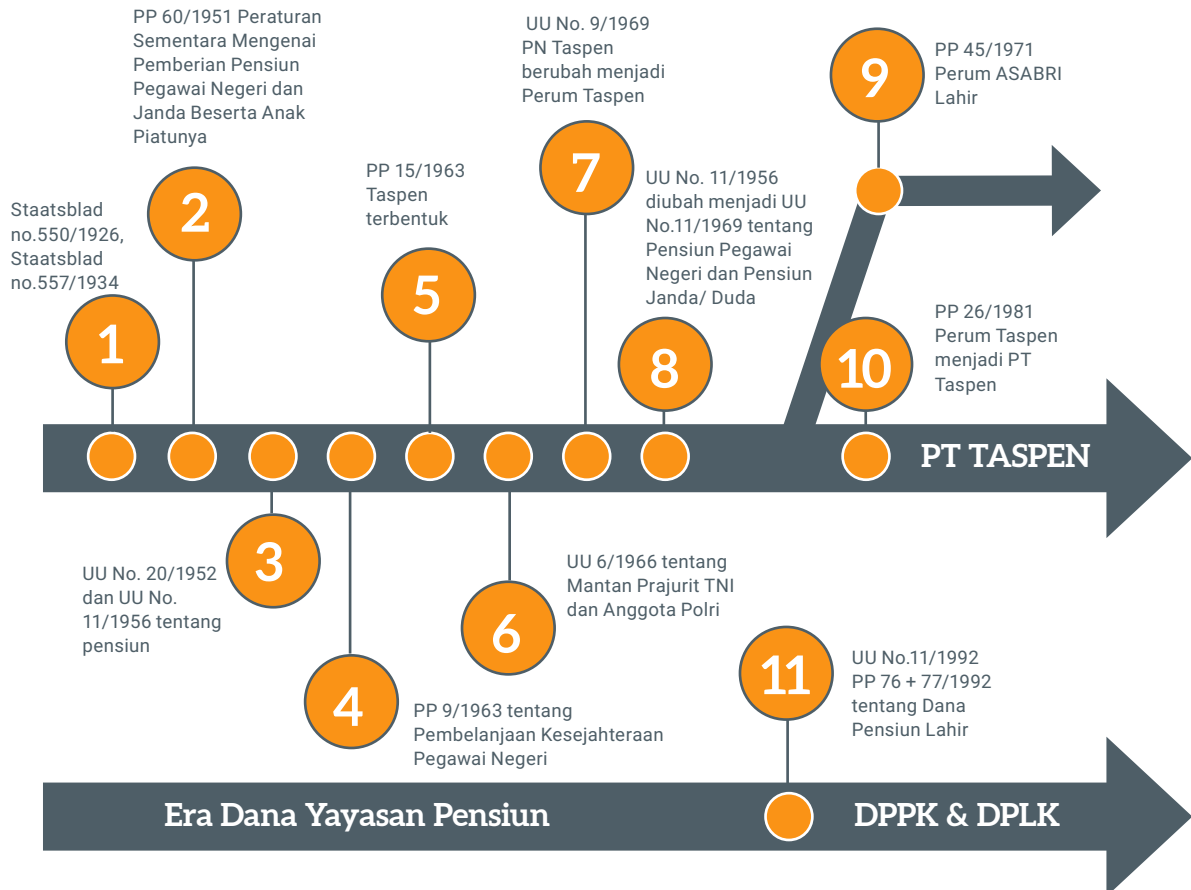 Staatsblad
no.550/1926,
Staatsblad
no.557/1934
1
PP 60/1951 Peraturan
Sementara Mengenai
Pemberian Pensiun
Pegawai Negeri dan
Janda Beserta Anak
Piatunya
2
UU No. 20/1952
dan UU No.
11/1956 tentang
pensiun
3
4
PP 9/1963 tentang
Pembelanjaan Kesejahteraan
Pegawai Negeri
PP 15/1963
Taspen
terbentuk
5
6
UU 6/1966 tentang
Mantan Prajurit TNI
dan Anggota Polri
UU No. 9/1969
PN Taspen
berubah menjadi
Perum Taspen
7
UU No. 11/1956
diubah menjadi UU
No.11/1969 tentang
Pensiun Pegawai
Negeri dan Pensiun
Janda/ Duda
8
9
PP 45/1971
Perum ASABRI
Lahir
10
PP 26/1981
Perum Taspen
menjadi PT
Taspen
PT TASPEN
11
UU No.11/1992
PP 76 + 77/1992
tentang Dana
Pensiun Lahir
Era Dana Yayasan Pensiun
DPPK & DPLK